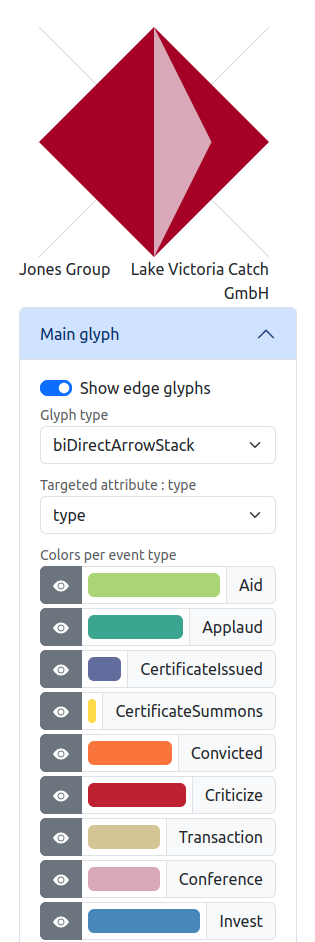 Jones Group
Lake Victoria Catch
GmbH
Main glyph
Show edge glyphs
Glyph type
biDirectArrowStack
Targeted attribute : type
type
Colors per event type
Aid
Applaud
CertificateIssued
CertificateSummons
Convicted
Criticize
Transaction
Conference
Invest